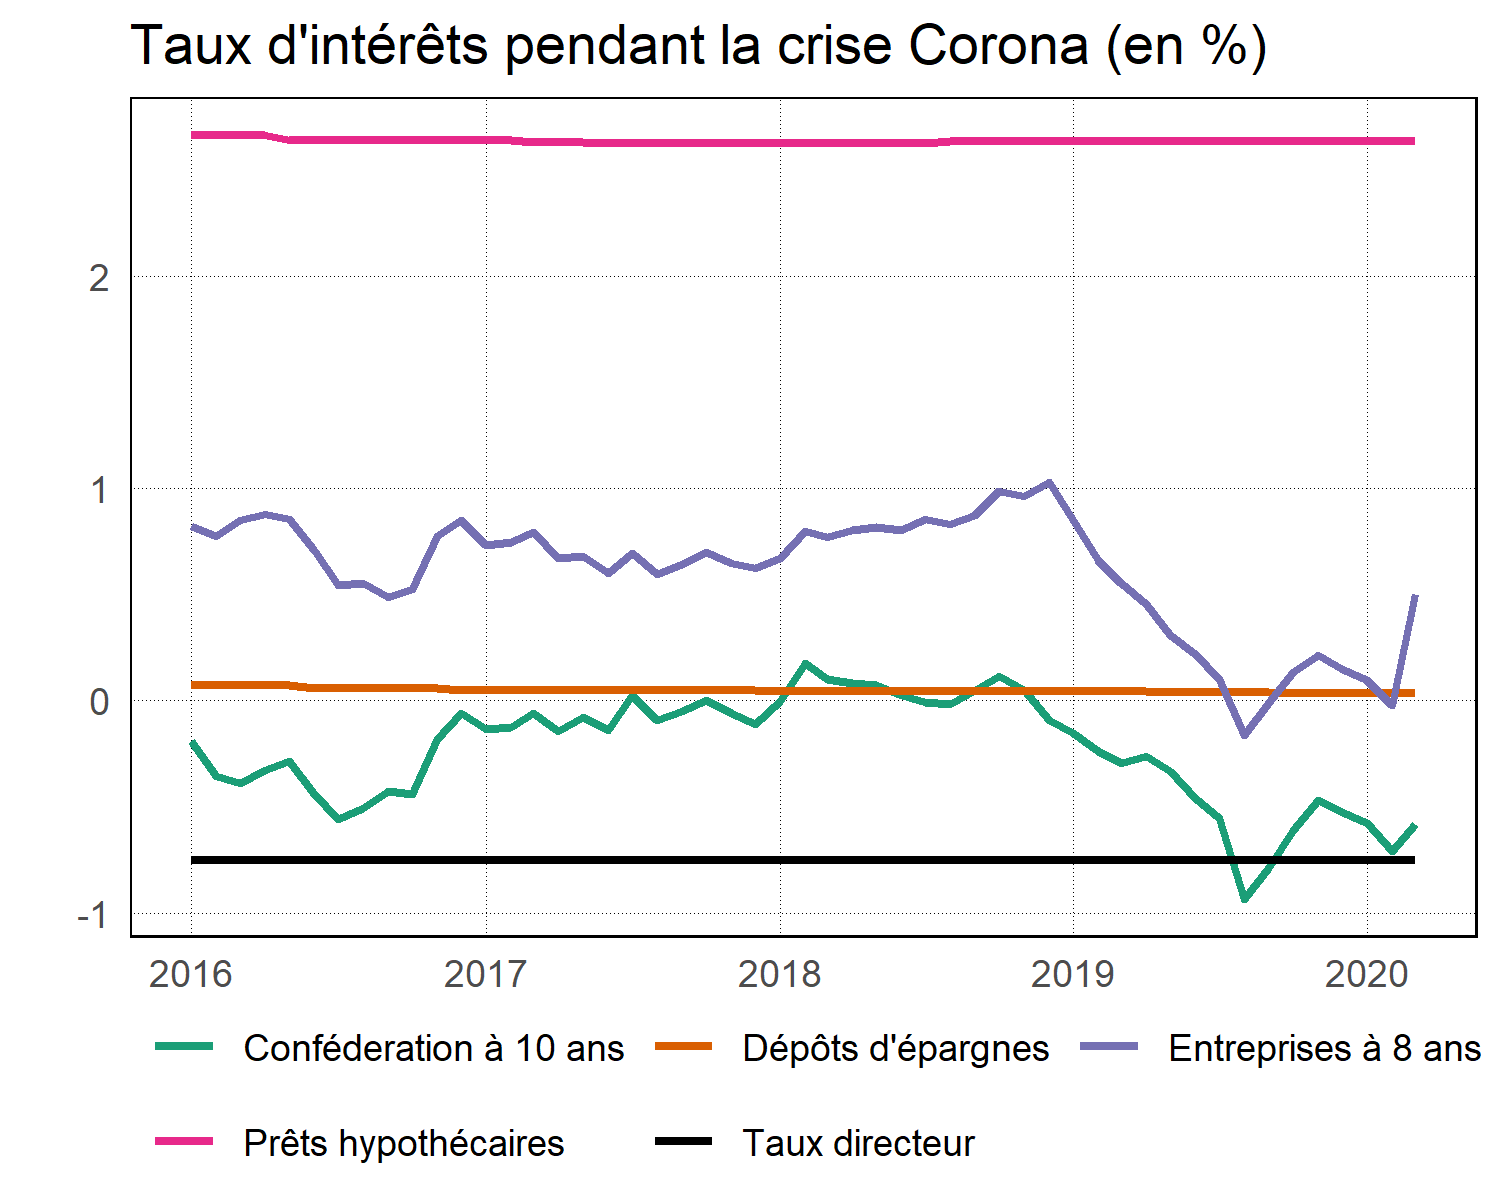 Taux d'intérêts pendant la crise Corona (en %)
2
1
0
-1
2016 2017 2018 2019 2020
Conféderation à 10 ans Dépôts d'épargnes Entreprises à 8 ans
Prêts hypothécaires Taux directeur